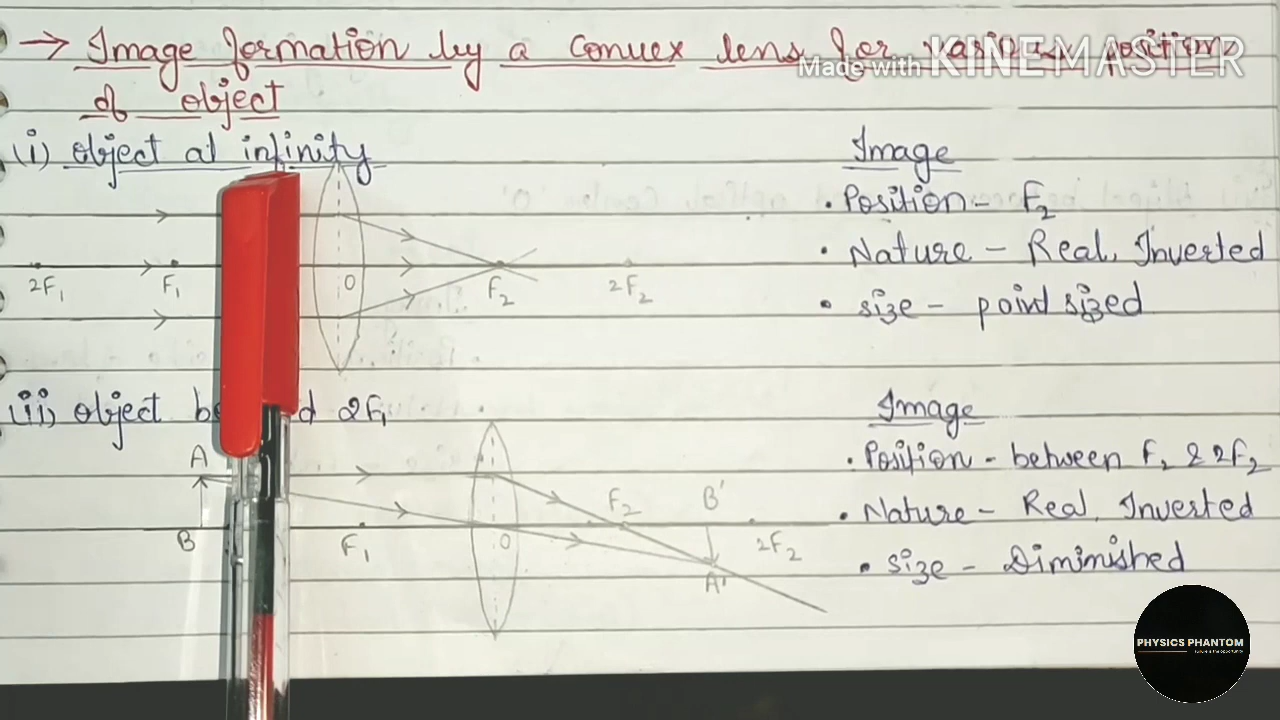 → Image formation by a convex lens for position
Made with KINEMASTER
of object
(i) object at infinity
Image
• Position - F₂
• Nature - Real, Inverted
• size - point sized
2F₁ F₁ O F₂ 2F₂
(ii) object 2F₁
Image
• Position - between F₂ & 2F₂
• Nature - Real, Inverted
• size - Diminished
A
B F₁ O F₂ B' 2F₂
A'
PHYSICS PHANTOM